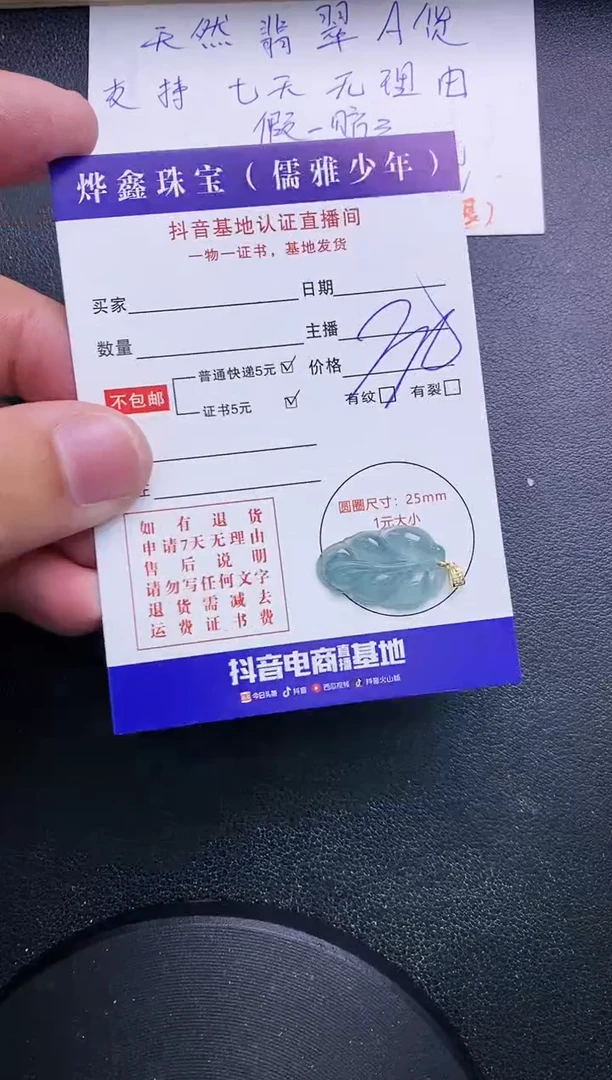 天然翡翠A货
支持七天无理由
假一赔三
烨鑫珠宝(儒雅少年)
抖音基地认证直播间
一物一证书，基地发货
买家
日期
数量
主播
不包邮
普通快递5元
价格
证书5元
有纹
有裂
圆圈尺寸：25mm
1元大小
如有退货
申请7天无理由
售后说明
请勿写任何文字
退货需减去
运费证书费
抖音电商直播基地
今日头条 抖音 西瓜视频 抖音火山版